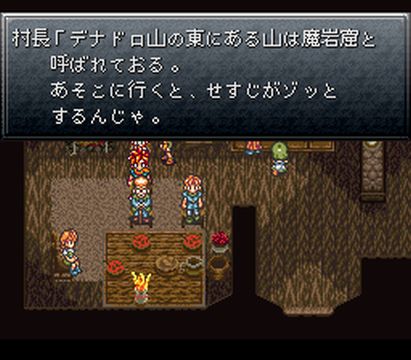 村長「デナドロ山の東にある山は魔岩窟と
呼ばれておる。
あそこに行くと、せすじがゾッと
するんじゃ。